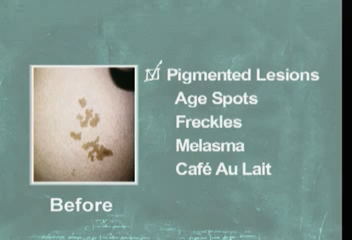 Pigmented Lesions
Age Spots
Freckles
Melasma
Café Au Lait
Before